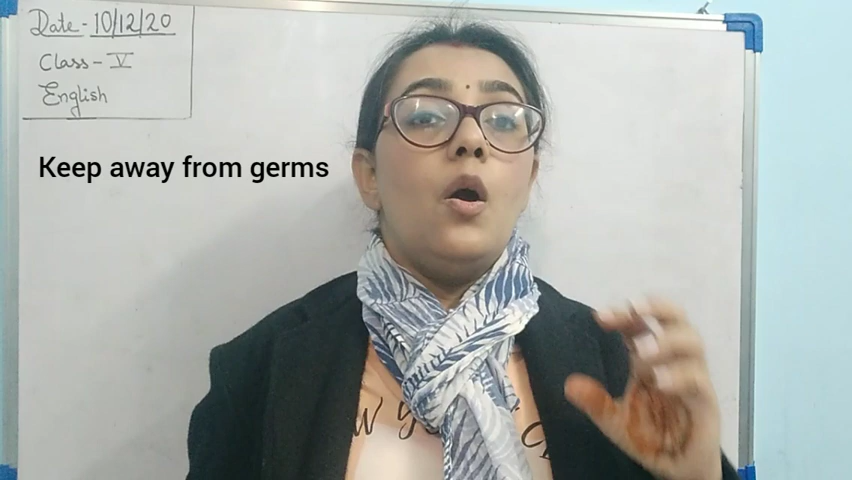 Date - 10/12/20
Class - V
English
Keep away from germs